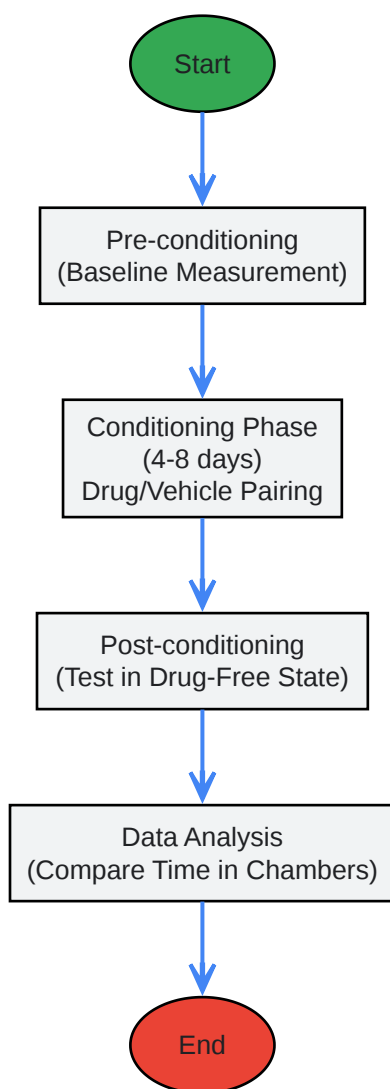 Start
Pre-conditioning
(Baseline Measurement)
Conditioning Phase
(4-8 days)
Drug/Vehicle Pairing
Post-conditioning
(Test in Drug-Free State)
Data Analysis
(Compare Time in Chambers)
End